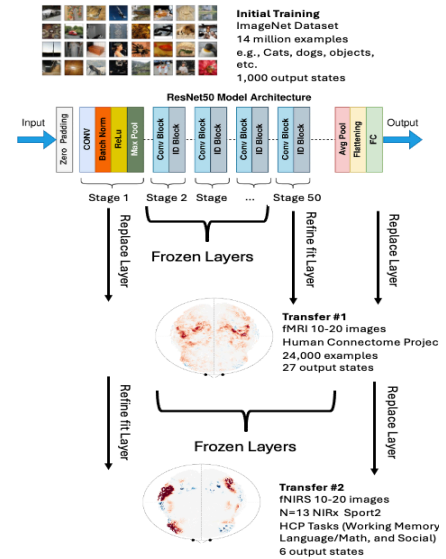 Initial Training
ImageNet Dataset
14 million examples
e.g., Cats, dogs, objects,
etc.
1,000 output states
ResNet50 Model Architecture
Input
Zero Padding
CONV
Batch Norm
ReLu
Max Pool
Conv Block
ID Block
Conv Block
ID Block
Conv Block
ID Block
Conv Block
ID Block
Avg Pool
Flattening
FC
Output
Stage 1
Stage 2
Stage
...
Stage 50
Replace Layer
Frozen Layers
Refine fit Layer
Replace Layer
Transfer #1
fMRI 10-20 images
Human Connectome Projec
24,000 examples
27 output states
Refine fit Layer
Frozen Layers
Replace Layer
Transfer #2
fNIRS 10-20 images
N=13 NIRx Sport2
HCP Tasks (Working Memory
Language/Math, and Social)
6 output states